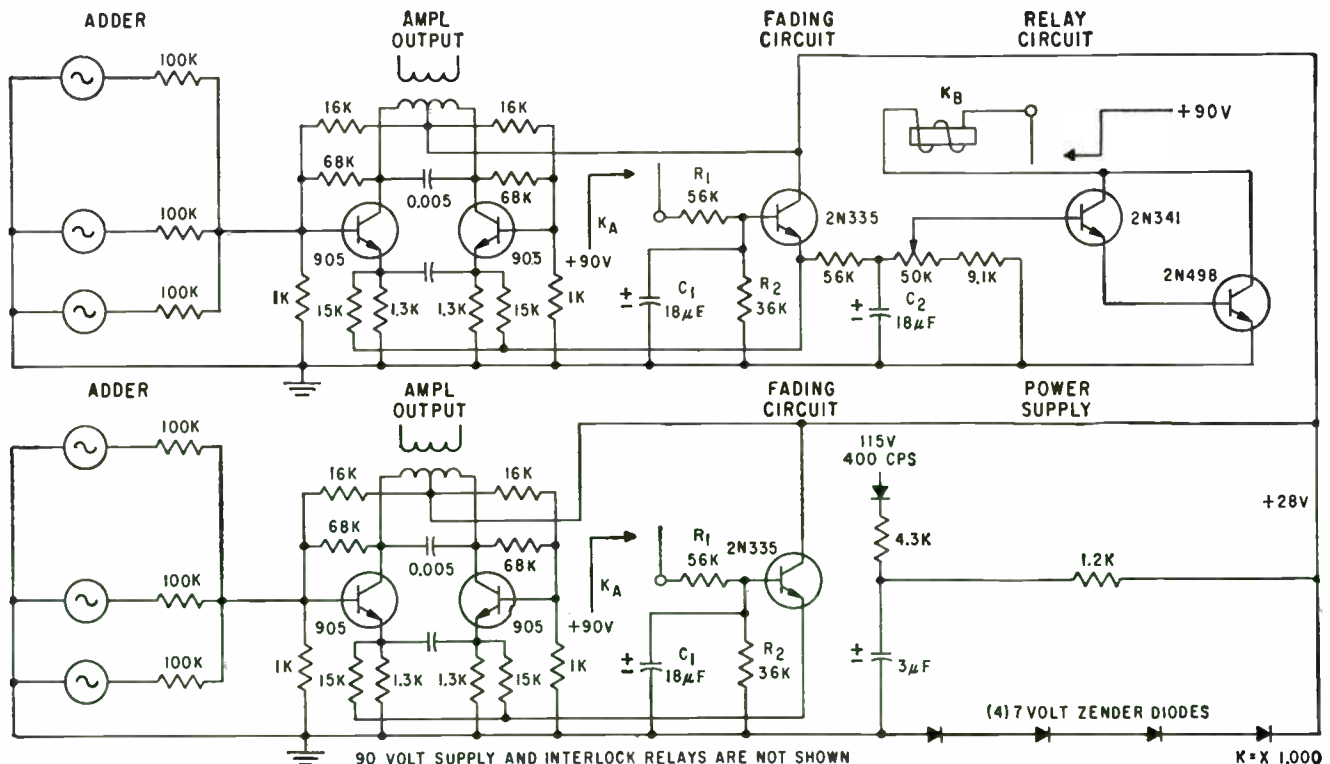 ADDER
AMPL OUTPUT
FADING CIRCUIT
RELAY CIRCUIT
100K
100K
100K
16K
16K
68K
0.005
68K
905
903
1K
15K
1.3K
1.3K
15K
1K
KA
+90V
R1
56K
C1
18µF
R2
36K
2N335
56K
50K
9.1K
C2
18µF
KB
+90V
2N341
2N498
ADDER
AMPL OUTPUT
FADING CIRCUIT
POWER SUPPLY
100K
100K
100K
16K
16K
68K
0.005
68K
905
905
1K
15K
1.3K
1.3K
15K
1K
KA
+90V
R1
56K
2N335
C1
18µF
R2
36K
115V
400 CPS
4.3K
+28V
1.2K
3µF
(4) 7 VOLT ZENDER DIODES
90 VOLT SUPPLY AND INTERLOCK RELAYS ARE NOT SHOWN
K=X 1,000